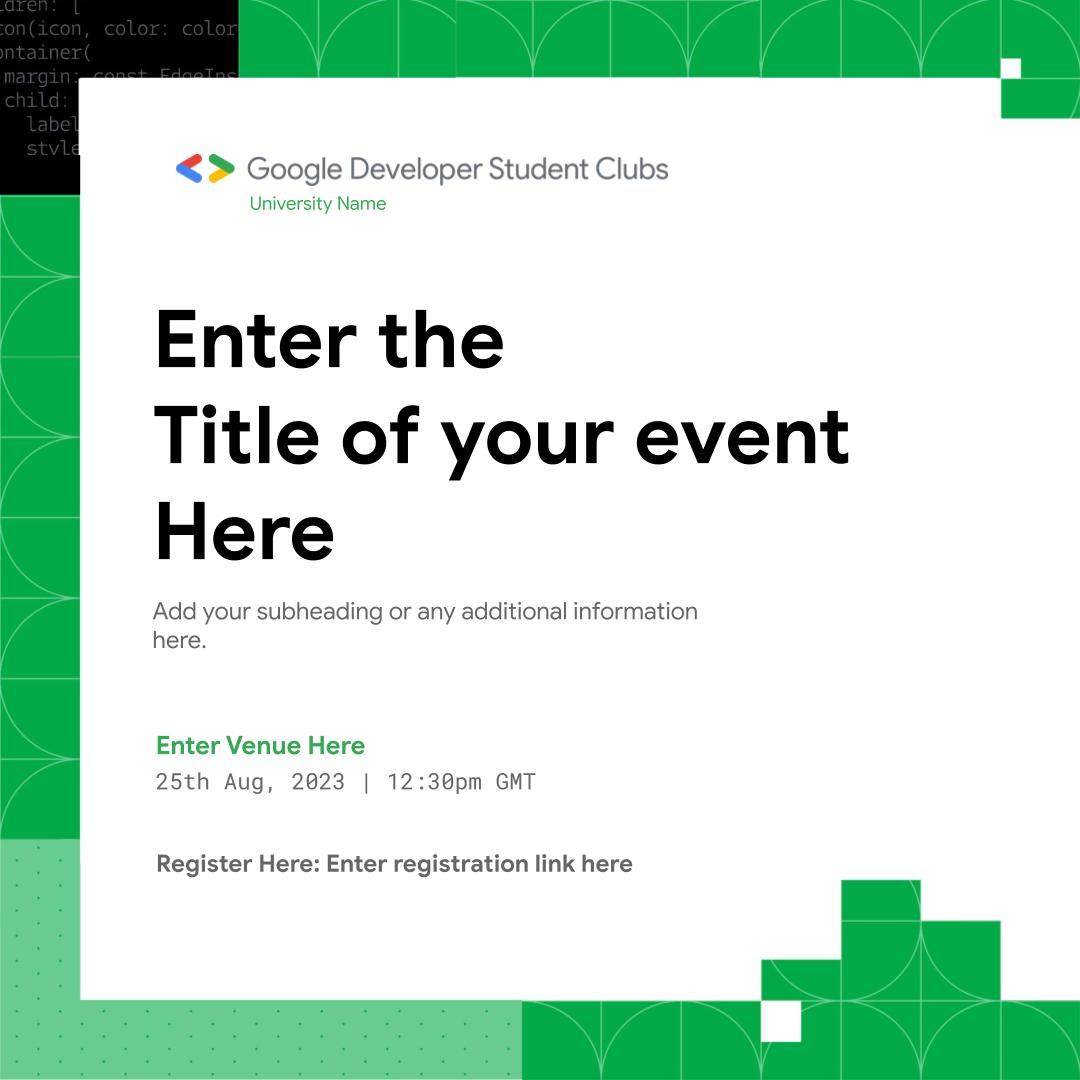 children: [
con(icon, color: color
ontainer(
margin: const EdgeIns
child:
label
style
Google Developer Student Clubs
University Name
Enter the
Title of your event
Here
Add your subheading or any additional information
here.
Enter Venue Here
25th Aug, 2023 | 12:30pm GMT
Register Here: Enter registration link here